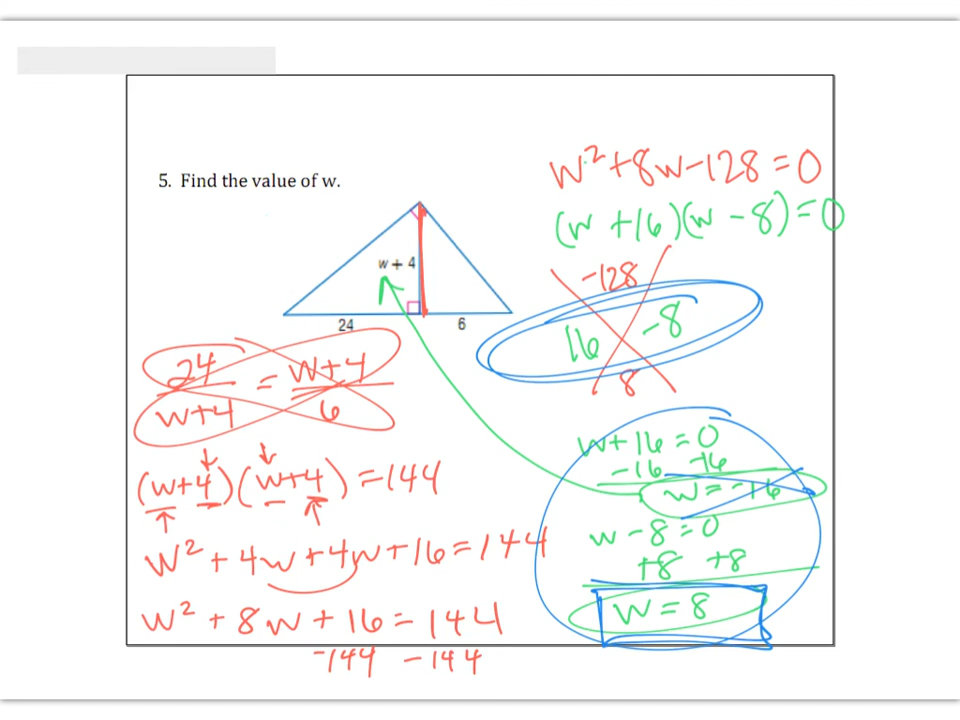 5. Find the value of w.
w + 4
24
6
24/w+4 = w+4/6
(w+4)(w+4)=144
w²+4w+4w+16=144
w²+8w+16=144
-144 -144
w²+8w-128=0
(w+16)(w-8)=0
-128
16 -8
8
w+16=0
-16 -16
w=-16
w-8=0
+8 +8
w=8